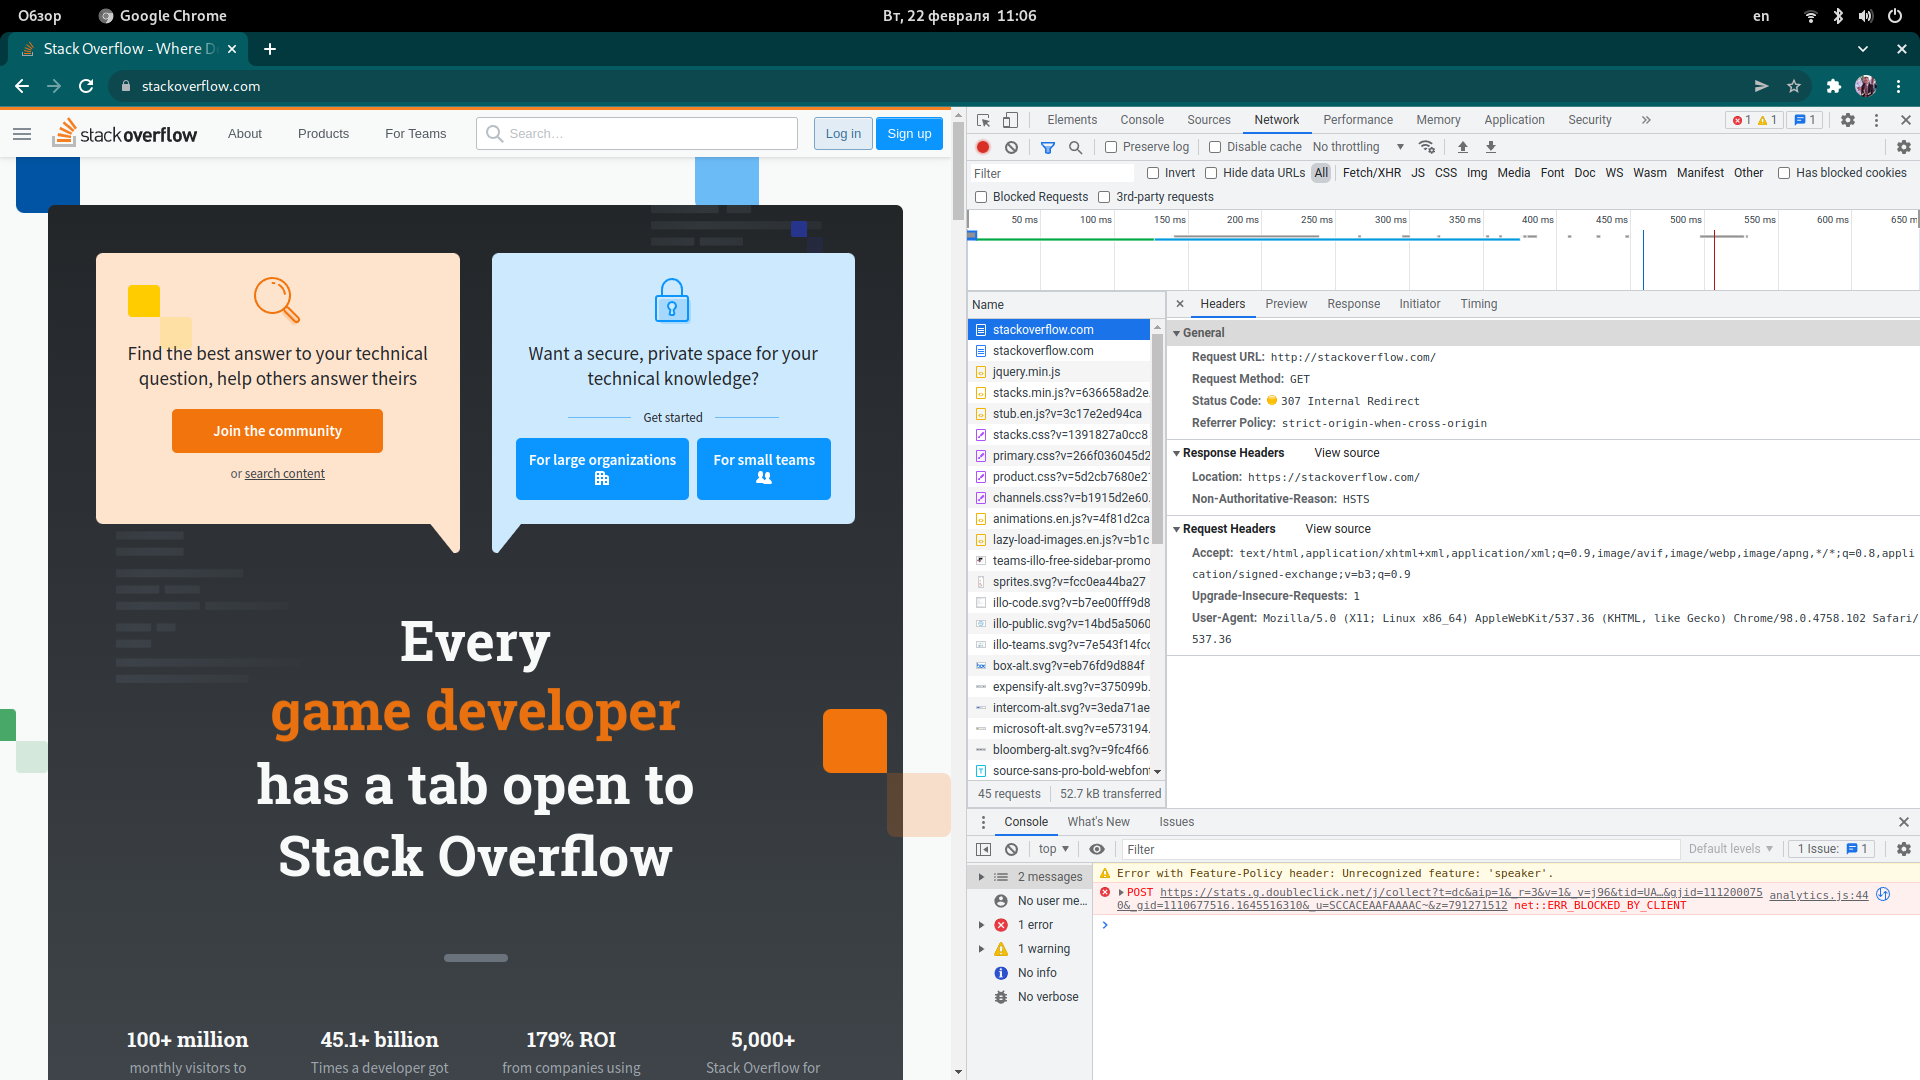 Обзор
Google Chrome
Вт, 22 февраля 11:06
en
Stack Overflow - Where D
stackoverflow.com
stackoverflow
About
Products
For Teams
Search…
Log in
Sign up
Find the best answer to your technical
question, help others answer theirs
Join the community
or search content
Want a secure, private space for your
technical knowledge?
Get started
For large organizations
For small teams
Every
game developer
has a tab open to
Stack Overflow
100+ million
monthly visitors to
45.1+ billion
Times a developer got
179% ROI
from companies using
5,000+
Stack Overflow for
Elements
Console
Sources
Network
Performance
Memory
Application
Security
1
1
1
Preserve log
Disable cache
No throttling
Filter
Invert
Hide data URLs
All
Fetch/XHR
JS
CSS
Img
Media
Font
Doc
WS
Wasm
Manifest
Other
Has blocked cookies
Blocked Requests
3rd-party requests
50 ms
100 ms
150 ms
200 ms
250 ms
300 ms
350 ms
400 ms
450 ms
500 ms
550 ms
600 ms
650 m
Name
stackoverflow.com
stackoverflow.com
jquery.min.js
stacks.min.js?v=636658ad2e
stub.en.js?v=3c17e2ed94ca
stacks.css?v=1391827a0cc8
primary.css?v=266f036045d2
product.css?v=5d2cb7680e2
channels.css?v=b1915d2e60
animations.en.js?v=4f81d2ca
lazy-load-images.en.js?v=b1c
teams-illo-free-sidebar-promo
sprites.svg?v=fcc0ea44ba27
illo-code.svg?v=b7ee00fff9d8
illo-public.svg?v=14bd5a5060
illo-teams.svg?v=7e543f14fcc
box-alt.svg?v=eb76fd9d884f
expensify-alt.svg?v=375099b
intercom-alt.svg?v=3eda71ae
microsoft-alt.svg?v=e573194
bloomberg-alt.svg?v=9fc4f66
source-sans-pro-bold-webfon
45 requests
52.7 kB transferred
Headers
Preview
Response
Initiator
Timing
General
Request URL: http://stackoverflow.com/
Request Method: GET
Status Code: 307 Internal Redirect
Referrer Policy: strict-origin-when-cross-origin
Response Headers
View source
Location: https://stackoverflow.com/
Non-Authoritative-Reason: HSTS
Request Headers
View source
Accept: text/html,application/xhtml+xml,application/xml;q=0.9,image/avif,image/webp,image/apng,*/*;q=0.8,appli
cation/signed-exchange;v=b3;q=0.9
Upgrade-Insecure-Requests: 1
User-Agent: Mozilla/5.0 (X11; Linux x86_64) AppleWebKit/537.36 (KHTML, like Gecko) Chrome/98.0.4758.102 Safari/
537.36
Console
What's New
Issues
top
Filter
Default levels
1 Issue:
1
2 messages
No user me...
1 error
1 warning
No info
No verbose
Error with Feature-Policy header: Unrecognized feature: 'speaker'.
POST https://stats.g.doubleclick.net/j/collect?t=dc&aip=1&_r=3&v=1&_v=j96&tid=UA…&gjid=111200075
0&_gid=1110677516.1645516310&_u=SCCACEAAFAAAAC~&z=791271512 net::ERR_BLOCKED_BY_CLIENT
analytics.js:44